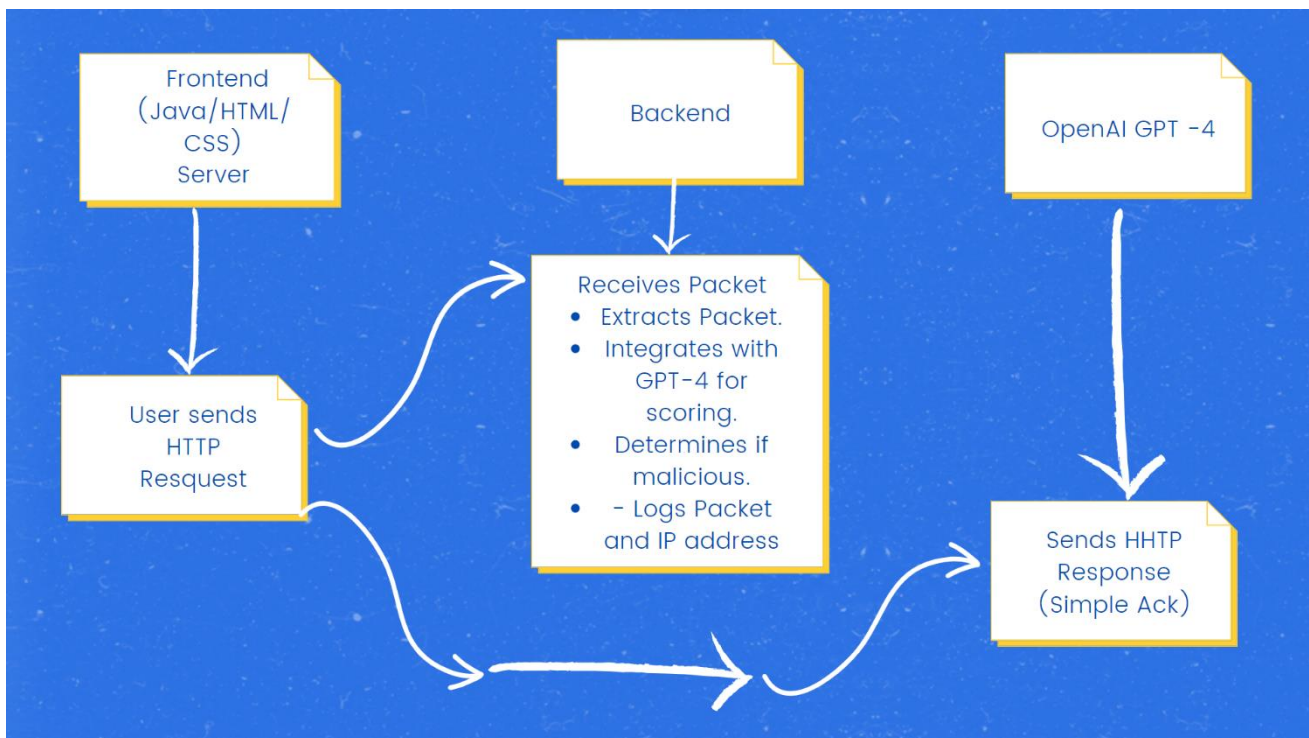 Frontend
(Java/HTML/
CSS)
Server
Backend
OpenAI GPT -4
User sends
HTTP
Resquest
Receives Packet
• Extracts Packet.
• Integrates with
GPT-4 for
scoring.
• Determines if
malicious.
• - Logs Packet
and IP address
Sends HHTP
Response
(Simple Ack)